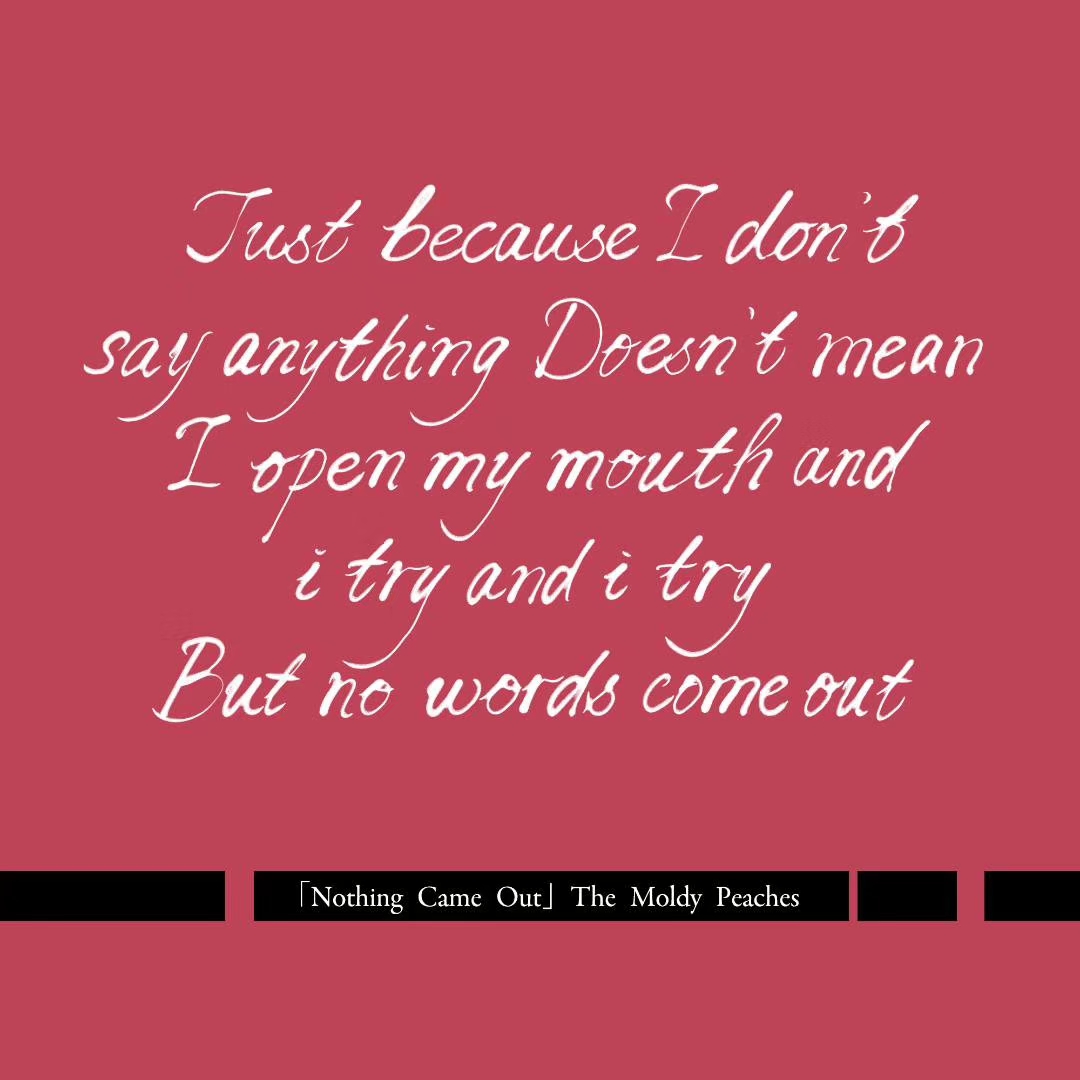 Just because I don't
say anything Doesn't mean
I open my mouth and
i try and i try
But no words come out
「Nothing Came Out」 The Moldy Peaches